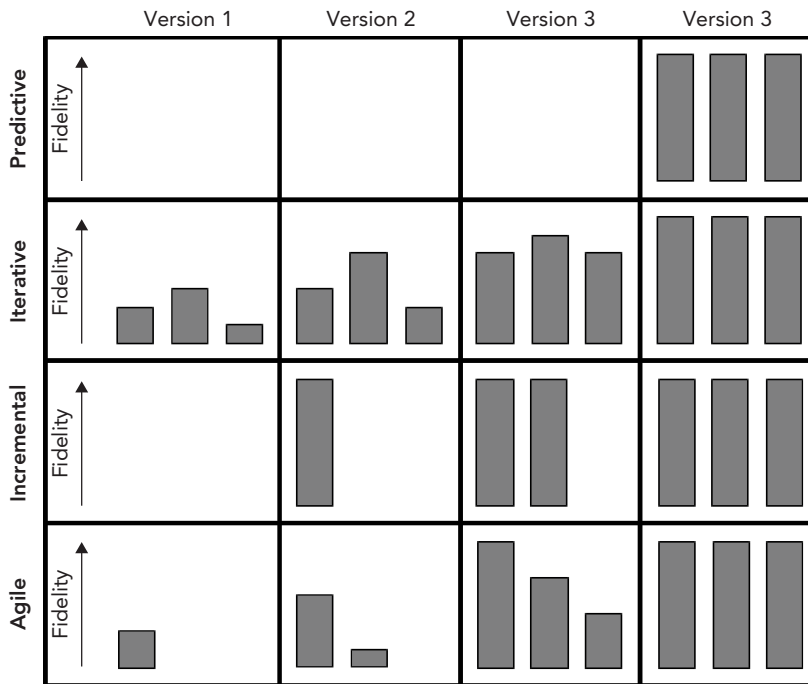 Version 1 Version 2 Version 3 Version 3
Predictive
Fidelity
Iterative
Fidelity
Incremental
Fidelity
Agile
Fidelity